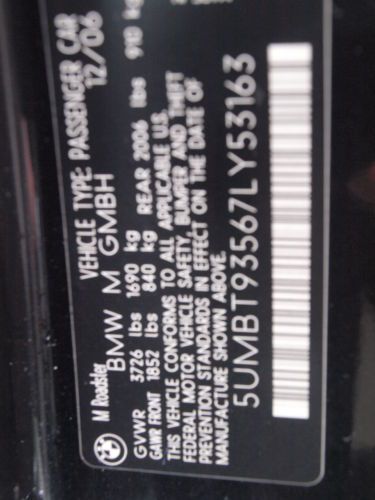 M Roadster
VEHICLE TYPE: PASSENGER CAR
BMW M GMBH 12/06
GVWR 3726 lbs 1690 kg
GAWR FRONT 1852 lbs 840 kg REAR 2006 lbs 910 kg
THIS VEHICLE CONFORMS TO ALL APPLICABLE U.S.
FEDERAL MOTOR VEHICLE SAFETY, BUMPER AND THEFT
STANDARDS IN EFFECT ON THE DATE OF
MANUFACTURE SHOWN ABOVE.
5UMBT93567LY53163